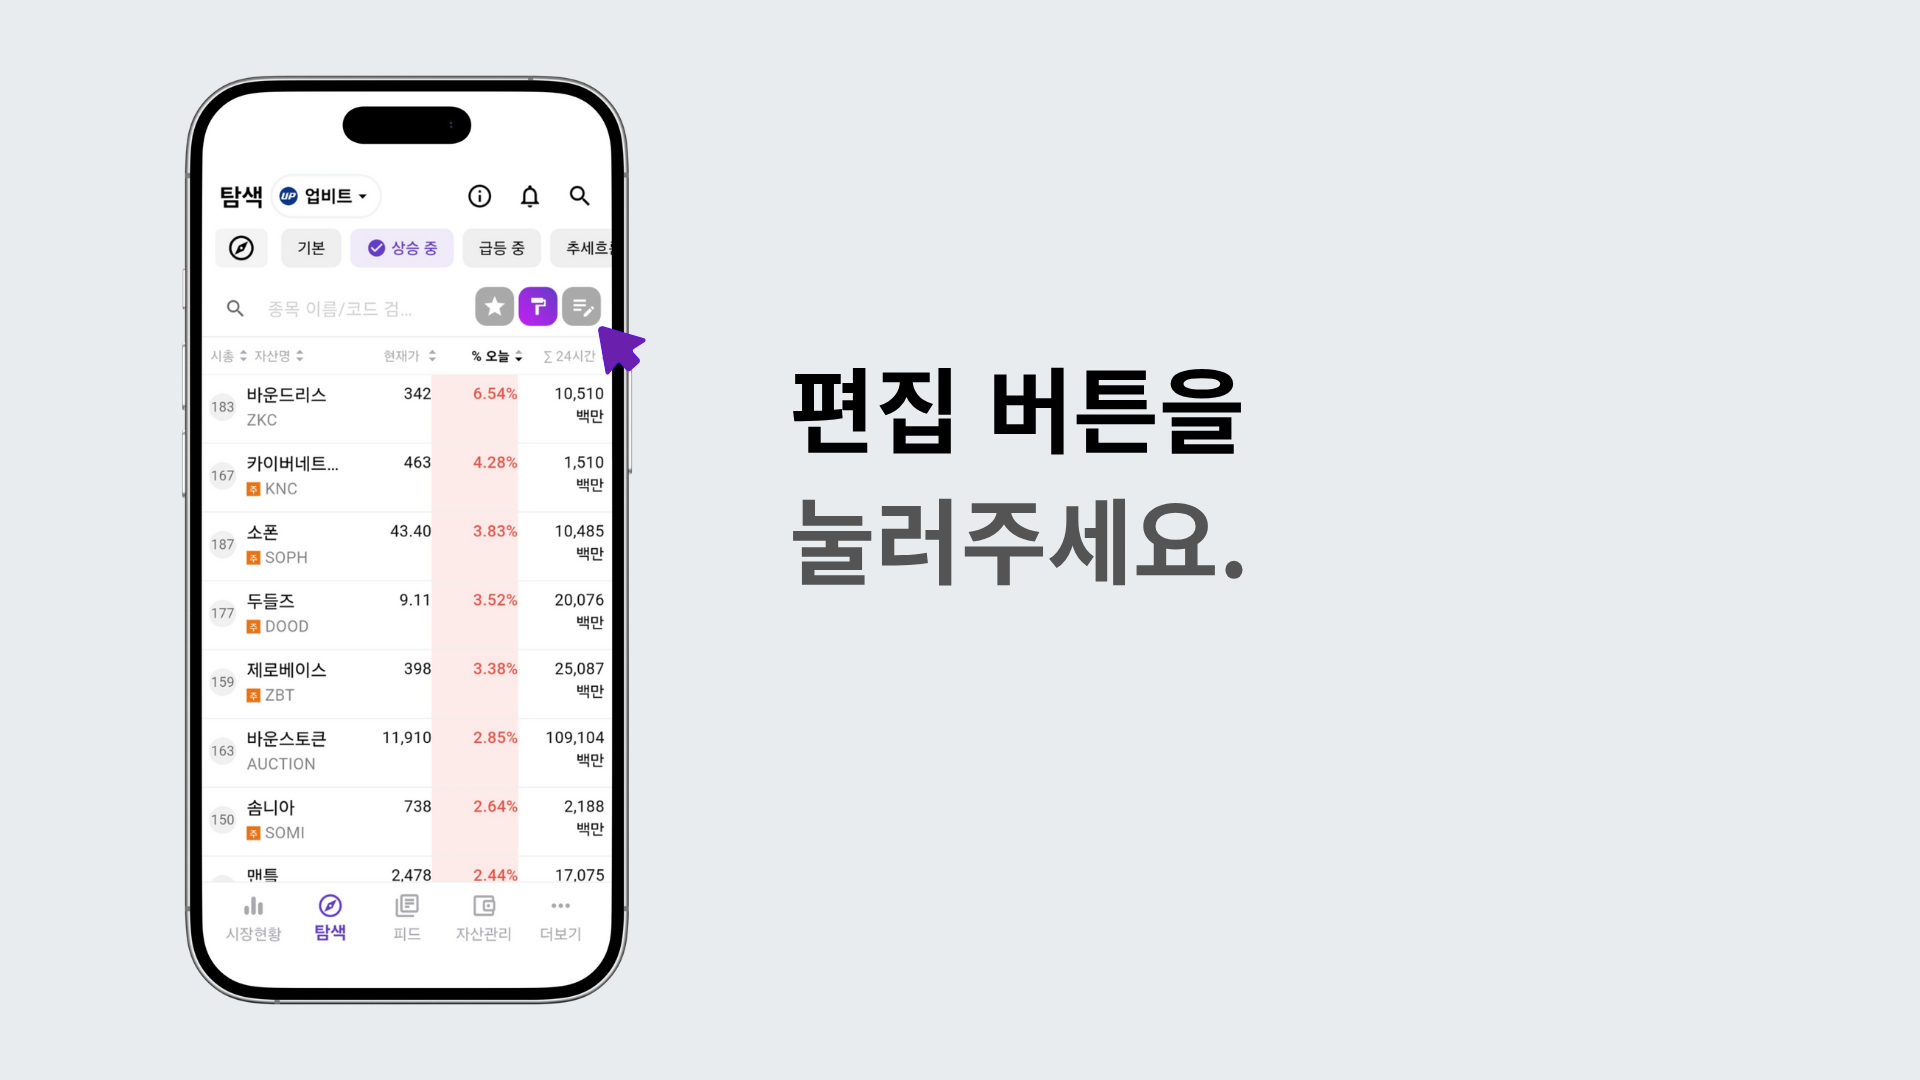 탐색 UP 업비트
기본 상승 중 급등 중 추세흐
종목 이름/코드 검...
시총 자산명 현재가 % 오늘 ∑ 24시간
183 바운드리스 342 6.54% 10,510
ZKC 백만
167 카이버네트... 463 4.28% 1,510
주 KNC 백만
187 소폰 43.40 3.83% 10,485
주 SOPH 백만
177 두들즈 9.11 3.52% 20,076
주 DOOD 백만
159 제로베이스 398 3.38% 25,087
주 ZBT 백만
163 바운스토큰 11,910 2.85% 109,104
AUCTION 백만
150 솜니아 738 2.64% 2,188
주 SOMI 백만
맨틀 2,478 2.44% 17,075
시장현황 탐색 피드 자산관리 더보기
편집 버튼을
눌러주세요.